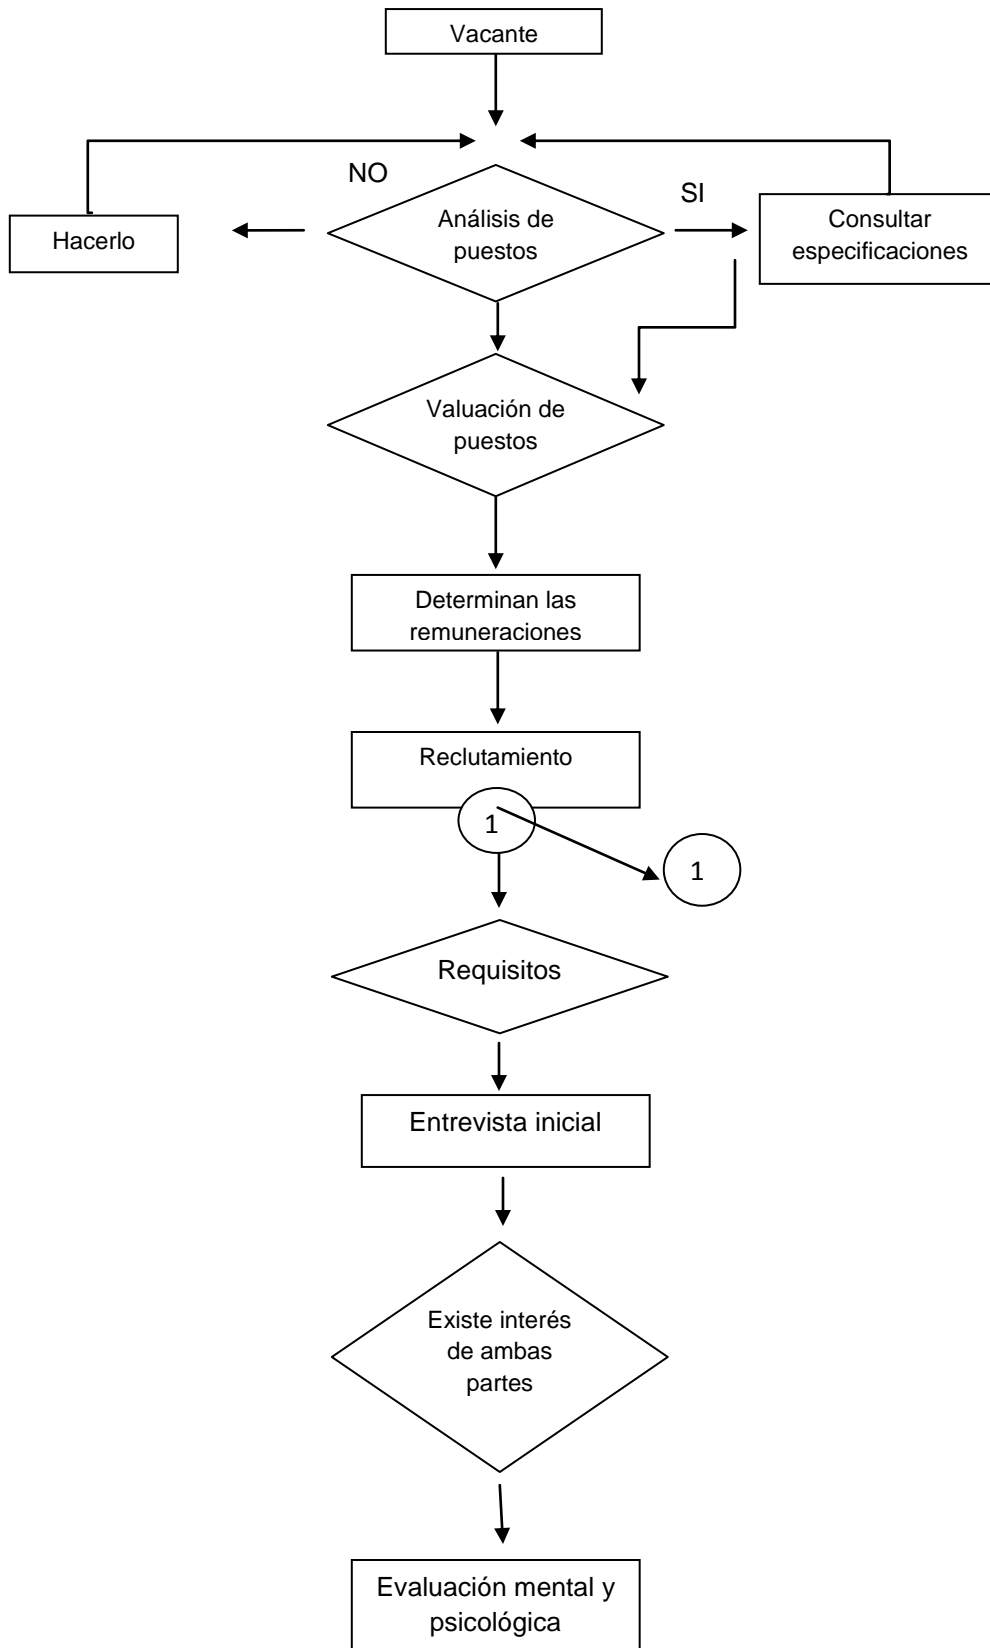 Vacante
NO
SI
Hacerlo
Análisis de
puestos
Consultar
especificaciones
Valuación de
puestos
Determinan las
remuneraciones
Reclutamiento
1
1
Requisitos
Entrevista inicial
Existe interés
de ambas
partes
Evaluación mental y
psicológica